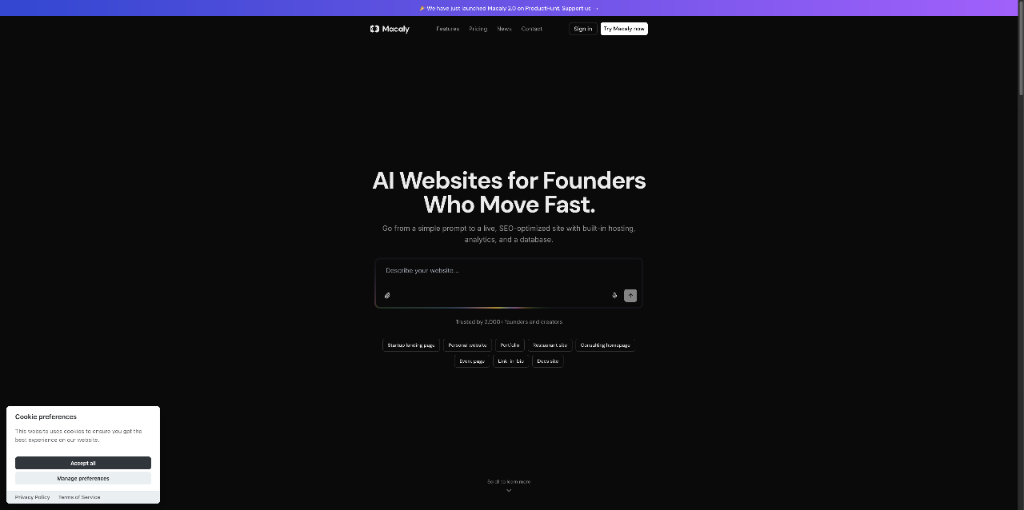 🎉 We have just launched Macaly 2.0 on ProductHunt. Support us →
Macaly
Features Pricing News Contact
Sign in
Try Macaly now
AI Websites for Founders
Who Move Fast.
Go from a simple prompt to a live, SEO-optimized site with built-in hosting,
analytics, and a database.
Describe your website...
Trusted by 3,000+ founders and creators
Startup landing page Personal website Portfolio Restaurant site Consulting homepage
Event page Link-in-bio Docs site
Scroll to learn more
Cookie preferences
This website uses cookies to ensure you get the
best experience on our website.
Accept all
Manage preferences
Privacy Policy Terms of Service